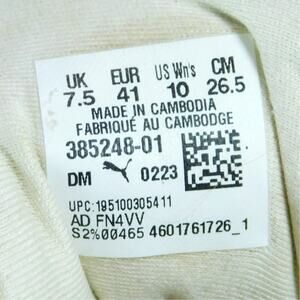 UK EUR US Wn's CM
7.5 41 10 26.5
MADE IN CAMBODIA
FABRIQUÉ AU CAMBODGE
385248-01
DM 0223
UPC:195100305411
AD FN4VV
S2%00465 4601761726_1